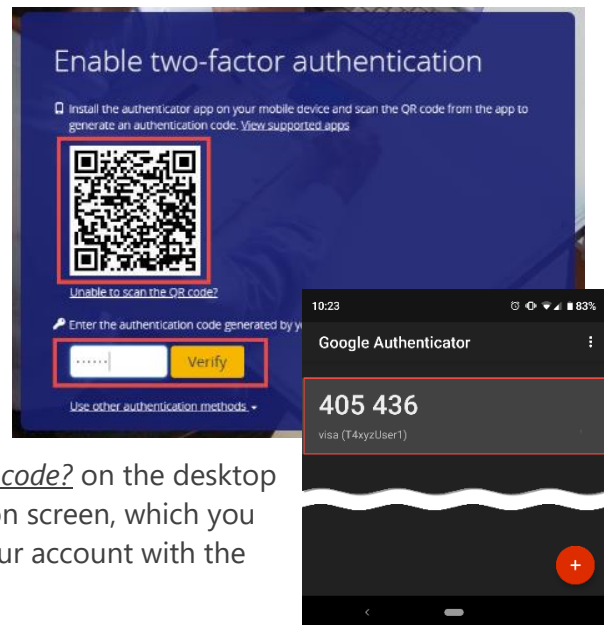 Enable two-factor authentication
Install the authenticator app on your mobile device and scan the QR code from the app to
generate an authentication code. View supported apps
Unable to scan the QR code?
Enter the authentication code generated by
Verify
Use other authentication methods
10:23
83%
Google Authenticator
405 436
visa (T4xyzUser1)
+
code? on the desktop
screen, which you
account with the